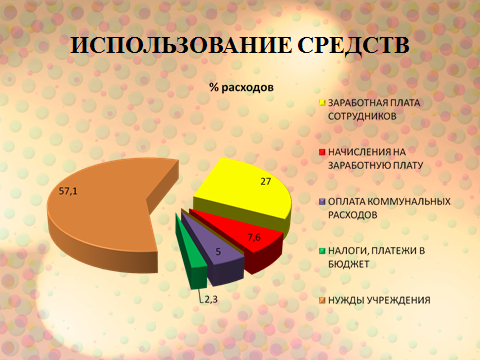 ИСПОЛЬЗОВАНИЕ СРЕДСТВ
% расходов
57,1
27
7,6
5
2,3
ЗАРАБОТНАЯ ПЛАТА
СОТРУДНИКОВ
НАЧИСЛЕНИЯ НА
ЗАРАБОТНУЮ ПЛАТУ
ОПЛАТА КОММУНАЛЬНЫХ
РАСХОДОВ
НАЛОГИ, ПЛАТЕЖИ В
БЮДЖЕТ
НУЖДЫ УЧРЕЖДЕНИЯ